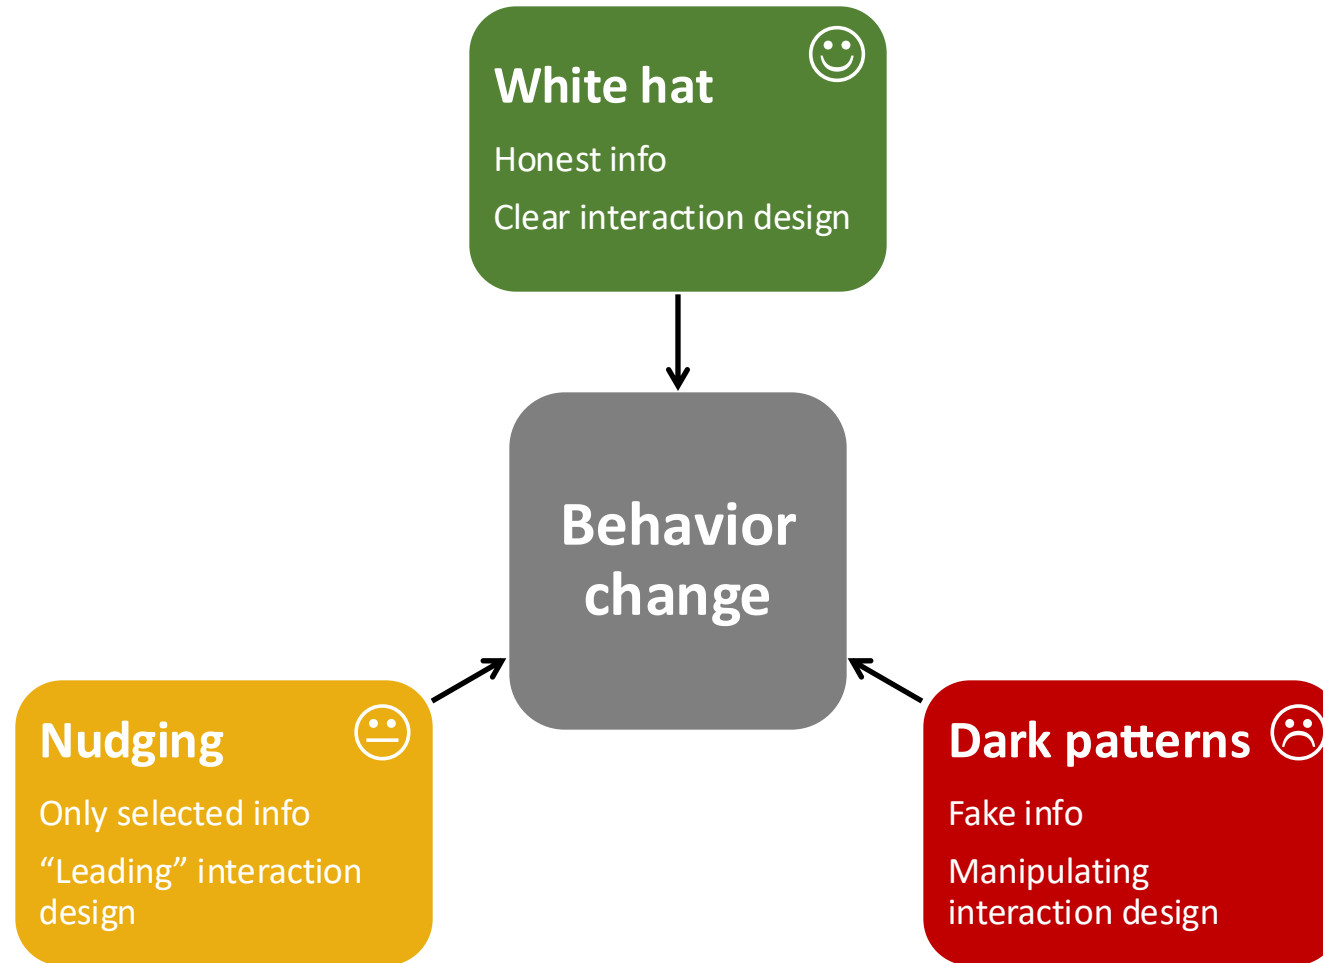 White hat
Honest info
Clear interaction design
Behavior
change
Nudging
Only selected info
“Leading” interaction
design
Dark patterns
Fake info
Manipulating
interaction design